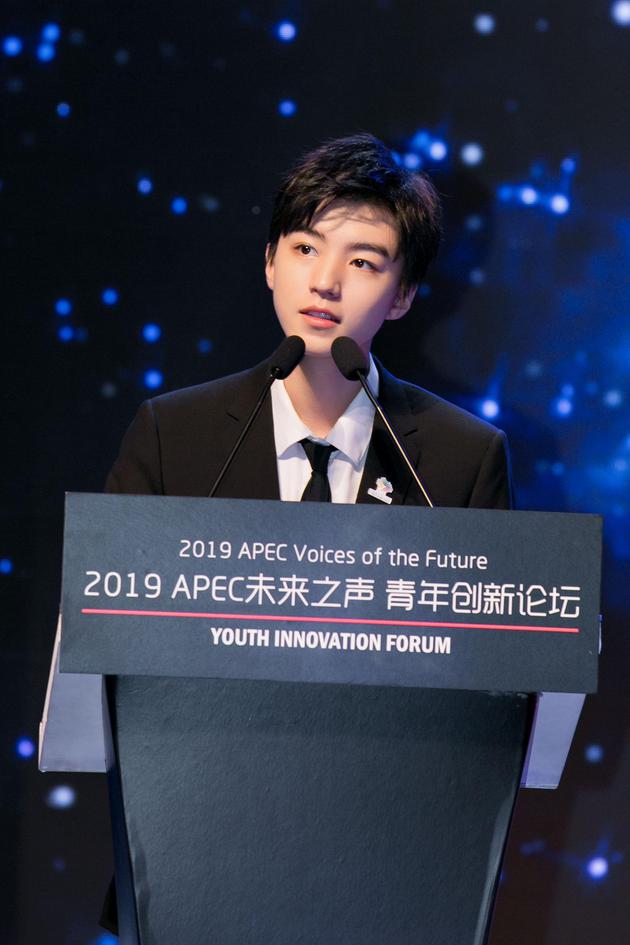 2019 APEC Voices of the Future
2019 APEC未来之声 青年创新论坛
YOUTH INNOVATION FORUM